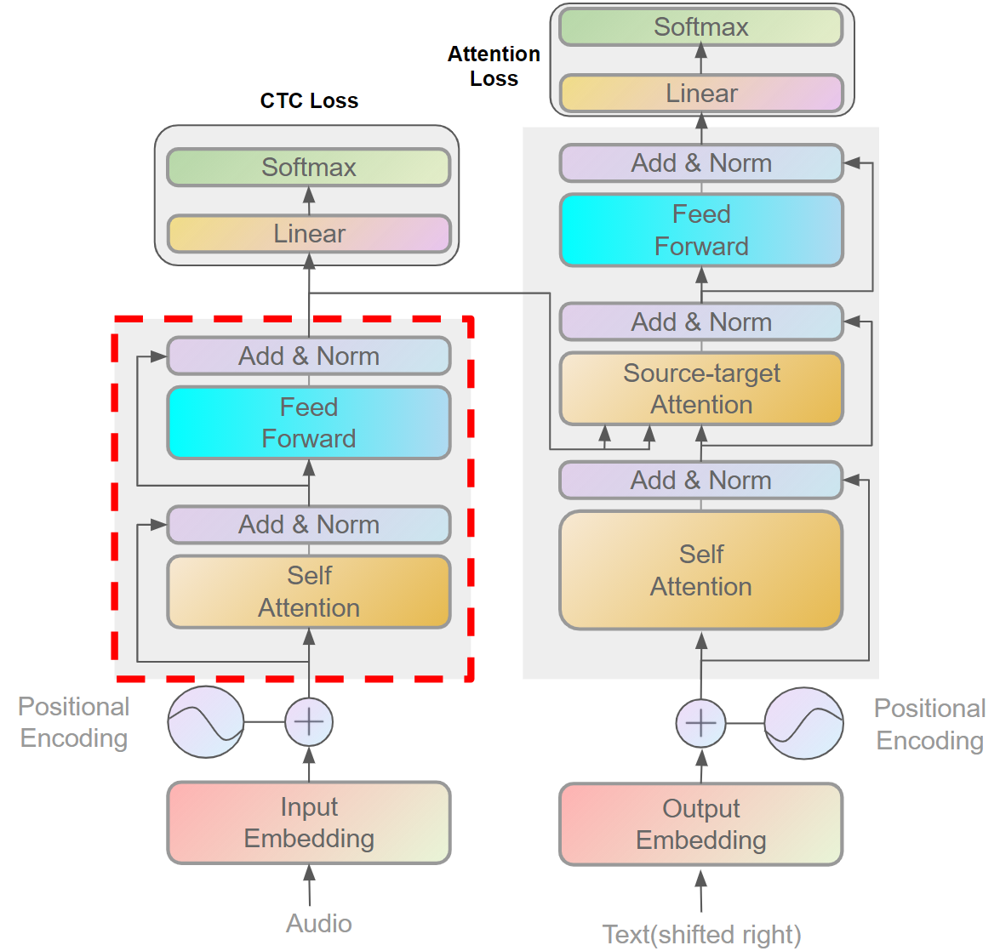 CTC Loss
Softmax
Linear
Add & Norm
Feed
Forward
Add & Norm
Self
Attention
Positional
Encoding
Input
Embedding
Audio
Attention
Loss
Softmax
Linear
Add & Norm
Feed
Forward
Add & Norm
Source-target
Attention
Add & Norm
Self
Attention
Positional
Encoding
Output
Embedding
Text(shifted right)